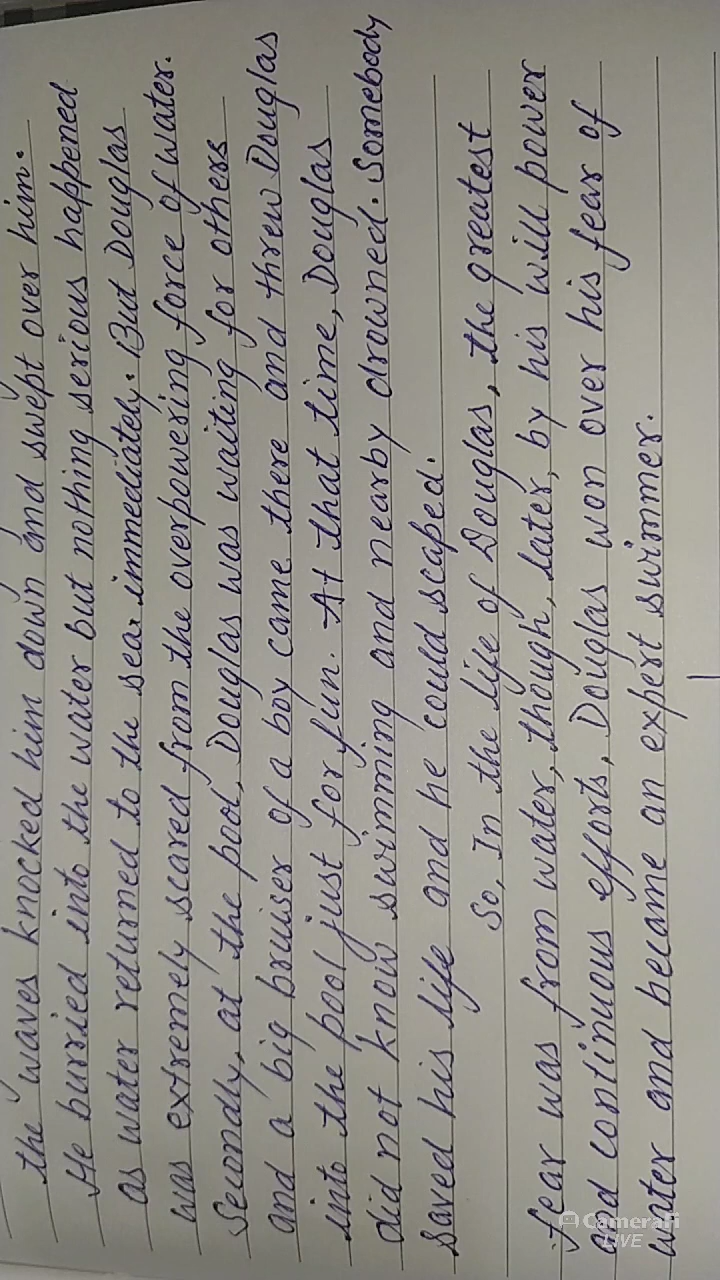 the waves knocked him down and swept over him.
He burried into the water but nothing serious happened
as water returned to the sea immediately. But Douglas
was extremely scared from the overpowering force of water.
Secondly, at the pool, Douglas was waiting for others
and a big bruiser of a boy came there and threw Douglas
into the pool just for fun. At that time, Douglas
did not know swimming and nearby drowned. Somebody
saved his life and he could scaped.
So, In the life of Douglas, the greatest
fear was from water, though, later, by his will power
and continuous efforts, Douglas won over his fear of
water and became an expert swimmer.
CameraFi
LIVE